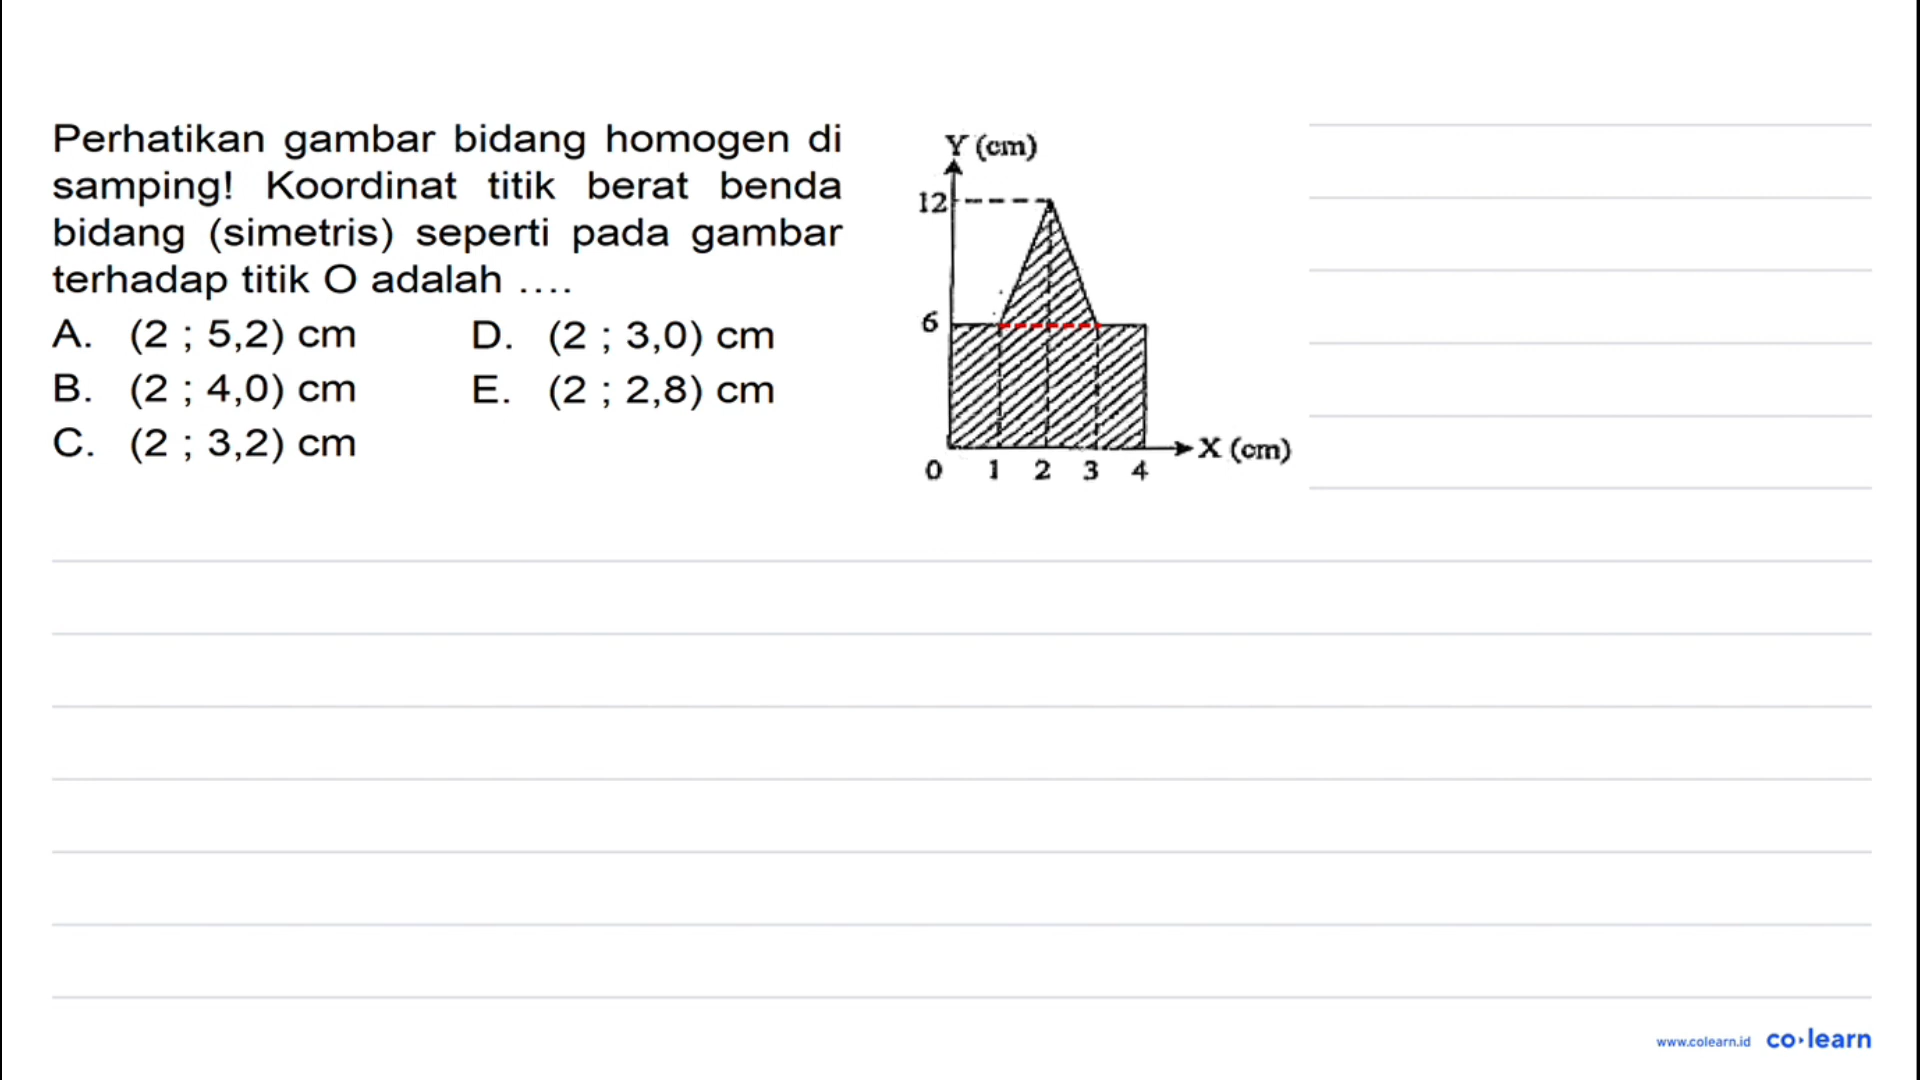 Perhatikan gambar bidang homogen di
samping! Koordinat titik berat benda
bidang (simetris) seperti pada gambar
terhadap titik O adalah ....
A. (2 ; 5,2) cm D. (2 ; 3,0) cm
B. (2 ; 4,0) cm E. (2 ; 2,8) cm
C. (2 ; 3,2) cm
Y (cm)
12
6
X (cm)
0 1 2 3 4
www.colearn.id co·learn